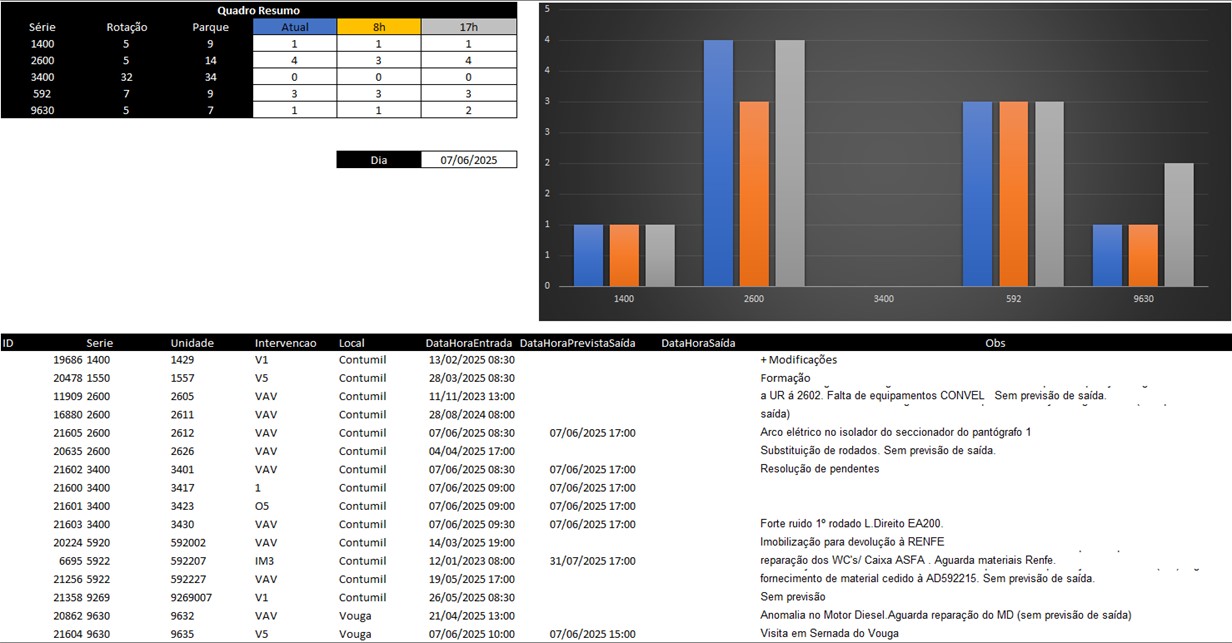 Quadro Resumo
Série Rotação Parque Atual 8h 17h
1400 5 9 1 1 1
2600 5 14 4 3 4
3400 32 34 0 0 0
592 7 9 3 3 3
9630 5 7 1 1 2
Dia 07/06/2025
5
4
4
3
3
2
2
1
1
0
1400 2600 3400 592 9630
ID Serie Unidade Intervencao Local DataHoraEntrada DataHoraPrevistaSaída DataHoraSaída Obs
19686 1400 1429 V1 Contumil 13/02/2025 08:30 + Modificações
20478 1550 1557 V5 Contumil 28/03/2025 08:30 Formação
11909 2600 2605 VAV Contumil 11/11/2023 13:00 a UR á 2602. Falta de equipamentos CONVEL Sem previsão de saída.
16880 2600 2611 VAV Contumil 28/08/2024 08:00 saída)
21605 2600 2612 VAV Contumil 07/06/2025 08:30 07/06/2025 17:00 Arco elétrico no isolador do seccionador do pantógrafo 1
20635 2600 2626 VAV Contumil 04/04/2025 17:00 Substituição de rodados. Sem previsão de saída.
21602 3400 3401 VAV Contumil 07/06/2025 08:30 07/06/2025 17:00 Resolução de pendentes
21600 3400 3417 1 Contumil 07/06/2025 09:00 07/06/2025 17:00
21601 3400 3423 O5 Contumil 07/06/2025 09:00 07/06/2025 17:00
21603 3400 3430 VAV Contumil 07/06/2025 09:30 07/06/2025 17:00 Forte ruido 1º rodado L.Direito EA200.
20224 5920 592002 VAV Contumil 14/03/2025 19:00 Imobilização para devolução à RENFE
6695 5922 592207 IM3 Contumil 12/01/2023 08:00 31/07/2025 17:00 reparação dos WC's/ Caixa ASFA . Aguarda materiais Renfe.
21256 5922 592227 VAV Contumil 19/05/2025 17:00 fornecimento de material cedido à AD592215. Sem previsão de saída.
21358 9269 9269007 V1 Contumil 26/05/2025 08:30 Sem previsão
20862 9630 9632 VAV Vouga 21/04/2025 13:00 Anomalia no Motor Diesel.Aguarda reparação do MD (sem previsão de saída)
21604 9630 9635 V5 Vouga 07/06/2025 10:00 07/06/2025 15:00 Visita em Sernada do Vouga